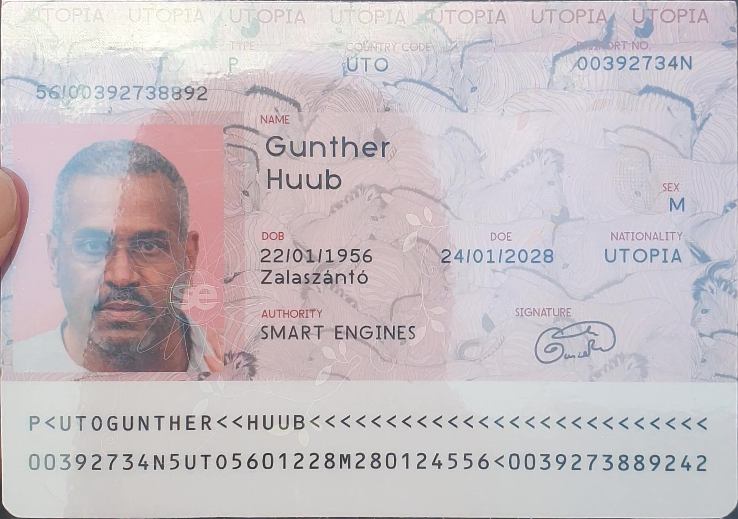 UTOPIA UTOPIA UTOPIA UTOPIA UTOPIA UTOPIA UTOPIA
TYPE COUNTRY CODE PASSPORT NO.
P UTO 00392734N
56/00392738892
NAME
Gunther
Huub
SEX
M
DOB DOE NATIONALITY
22/01/1956 24/01/2028 UTOPIA
Zalaszántó
AUTHORITY SIGNATURE
SMART ENGINES
se
P<UTOGUNTHER<<HUUB<<<<<<<<<<<<<<<<<<<<<<<<<<
00392734N5UTO5601228M280124556<0039273889242